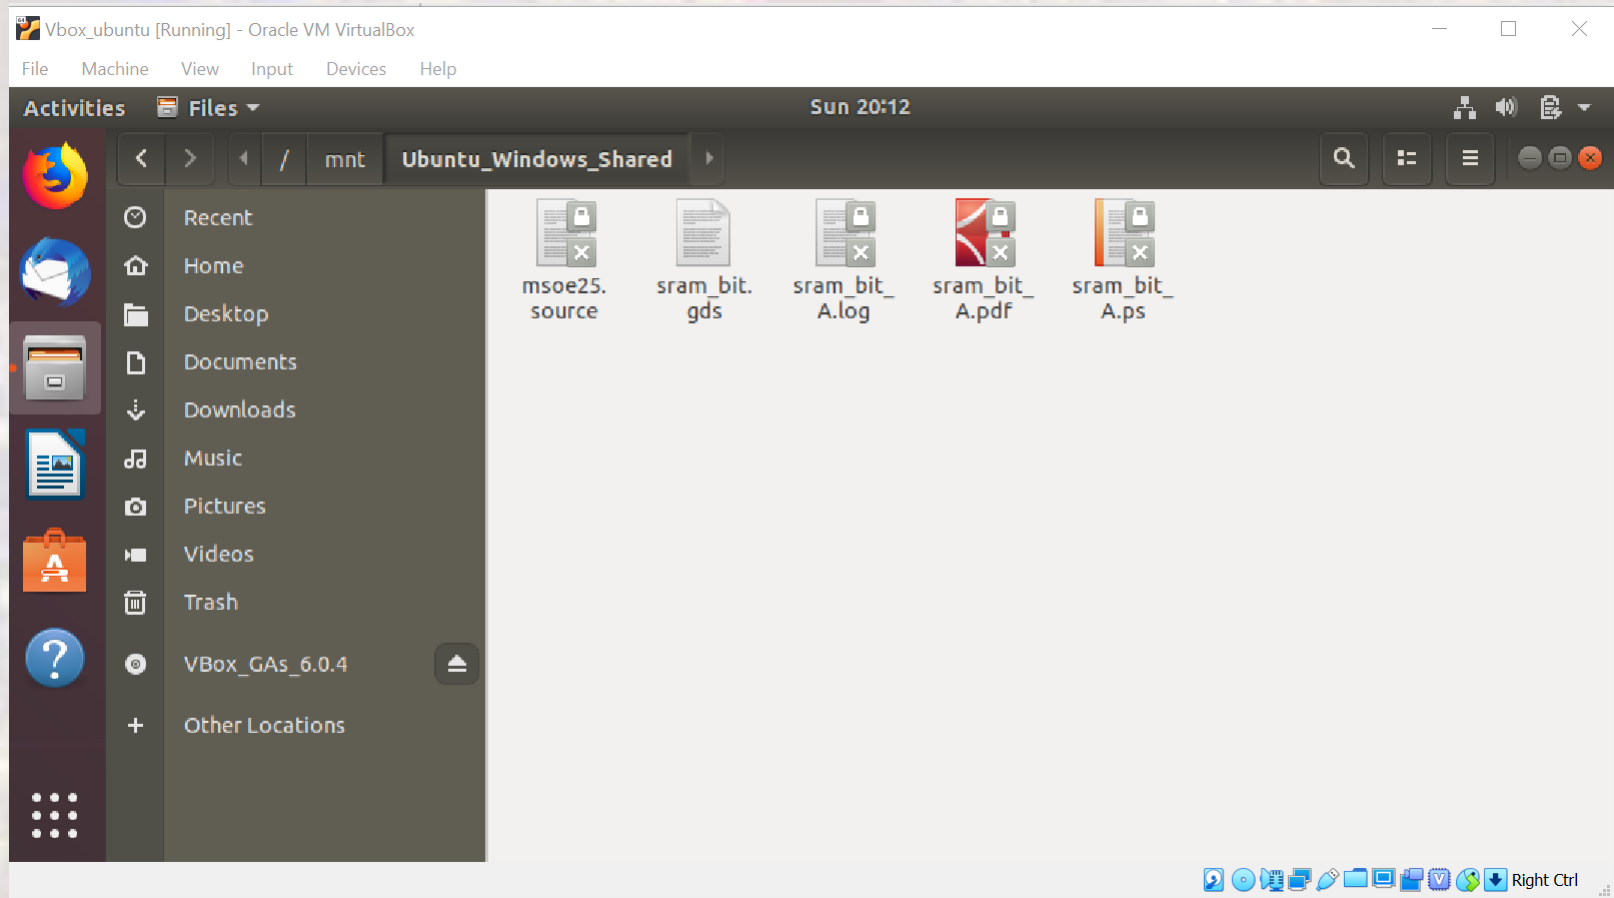 Vbox_ubuntu [Running] - Oracle VM VirtualBox
File Machine View Input Devices Help
Activities Files Sun 20:12
/ mnt Ubuntu_Windows_Shared
Recent
Home
Desktop
Documents
Downloads
Music
Pictures
Videos
Trash
VBox_GAs_6.0.4
Other Locations
msoe25.
source
sram_bit.
gds
sram_bit_
A.log
sram_bit_
A.pdf
sram_bit_
A.ps
Right Ctrl